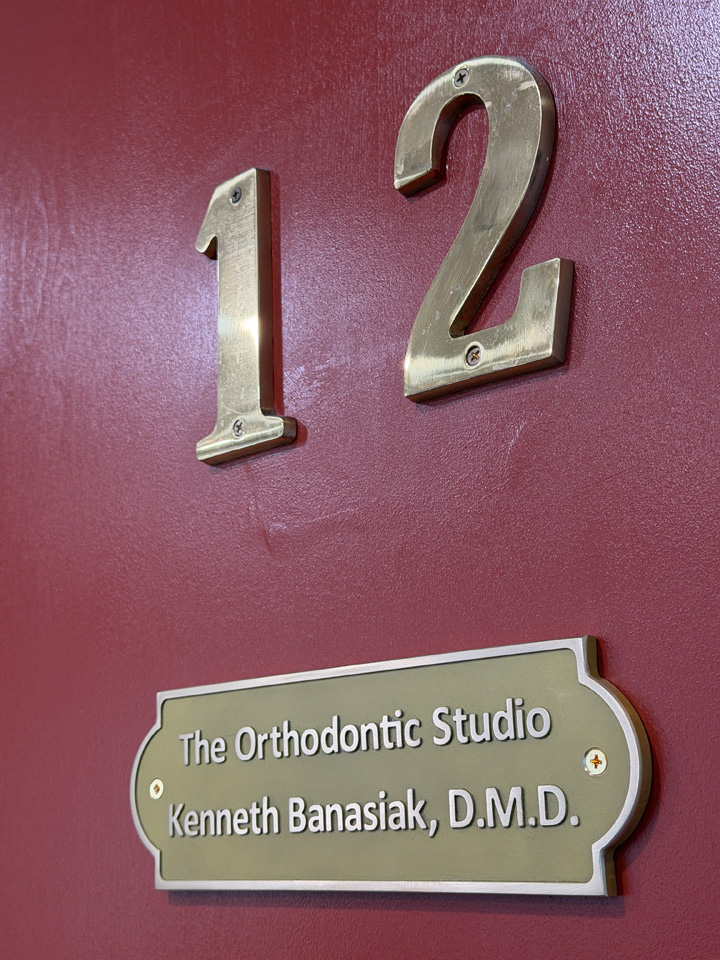 12
The Orthodontic Studio
Kenneth Banasiak, D.M.D.